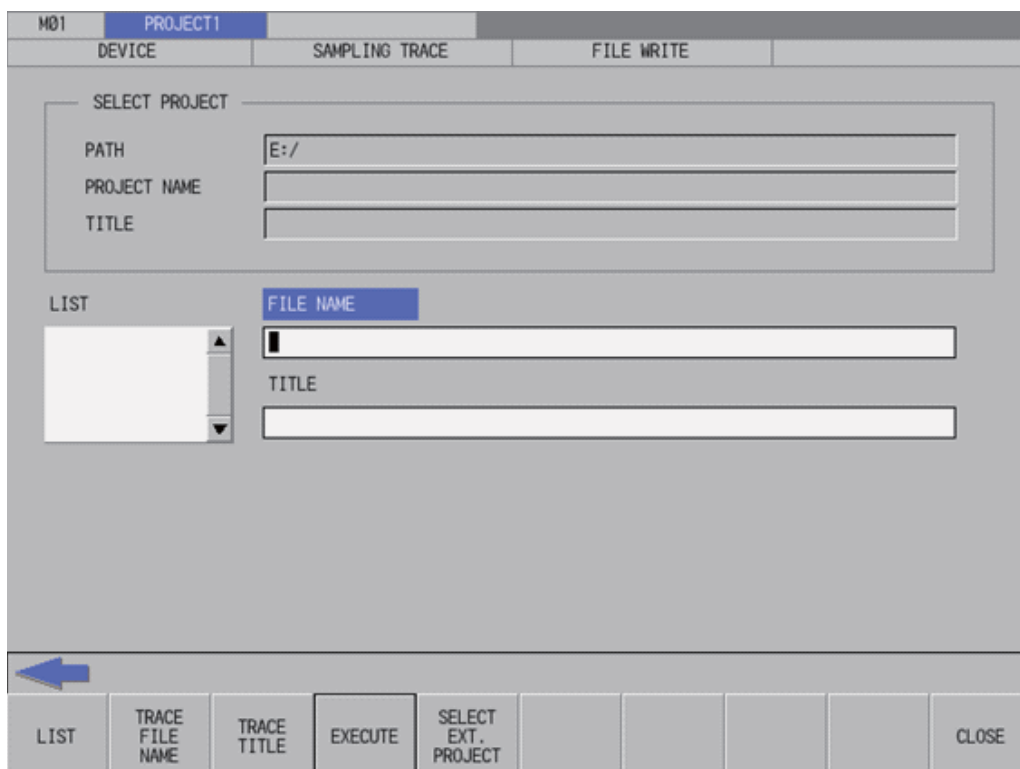 MØ1 PROJECT1
DEVICE SAMPLING TRACE FILE WRITE
SELECT PROJECT
PATH E:/
PROJECT NAME
TITLE
LIST FILE NAME
TITLE
LIST
TRACE
FILE
NAME
TRACE
TITLE
EXECUTE
SELECT
EXT.
PROJECT
CLOSE